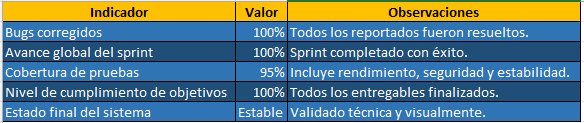 Indicador Valor Observaciones
Bugs corregidos 100% Todos los reportados fueron resueltos.
Avance global del sprint 100% Sprint completado con éxito.
Cobertura de pruebas 95% Incluye rendimiento, seguridad y estabilidad.
Nivel de cumplimiento de objetivos 100% Todos los entregables finalizados.
Estado final del sistema Estable Validado técnica y visualmente.